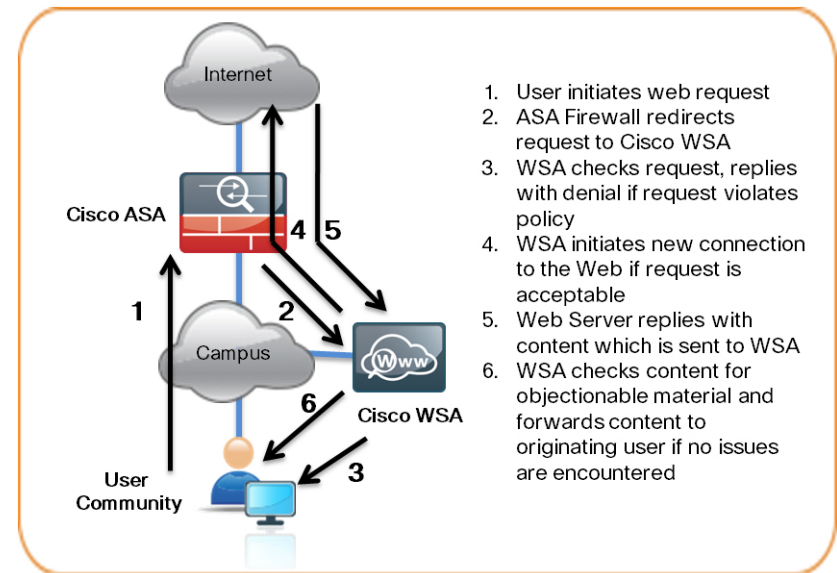 Internet
Cisco ASA
4
5
1
2
Campus
Www
6
Cisco WSA
3
User
Community
1. User initiates web request
2. ASA Firewall redirects
request to Cisco WSA
3. WSA checks request, replies
with denial if request violates
policy
4. WSA initiates new connection
to the Web if request is
acceptable
5. Web Server replies with
content which is sent to WSA
6. WSA checks content for
objectionable material and
forwards content to
originating user if no issues
are encountered